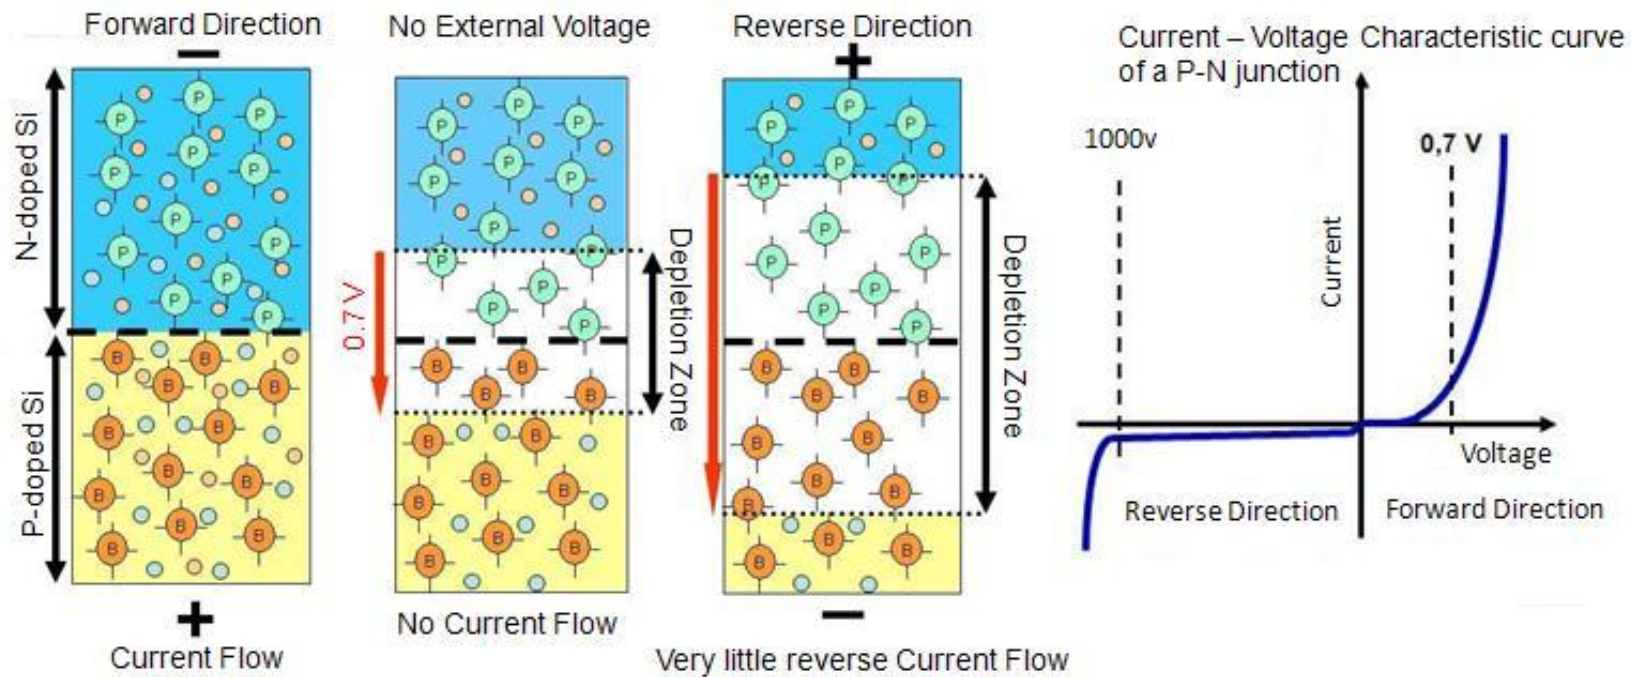 Forward Direction
−
N-doped Si
P-doped Si
P
P
P
P
P
P
P
P
P
P
P
B
B
B
B
B
B
B
B
B
B
B
B
+
Current Flow
No External Voltage
0.7 V
Depletion Zone
P
P
P
P
P
P
P
P
P
P
P
P
B
B
B
B
B
B
B
B
B
B
B
B
No Current Flow
Reverse Direction
+
Depletion Zone
P
P
P
P
P
P
P
P
P
P
P
P
B
B
B
B
B
B
B
B
B
B
B
B
−
Very little reverse Current Flow
Current – Voltage Characteristic curve
of a P-N junction
1000v
0,7 V
Current
Voltage
Reverse Direction
Forward Direction